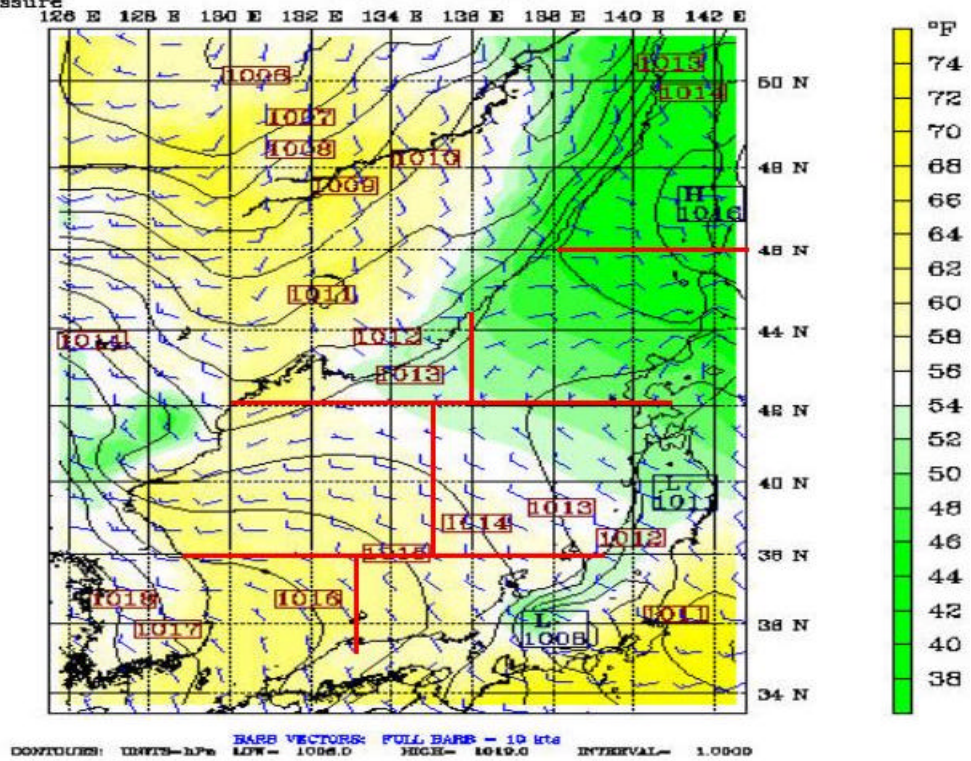 ssure
126 E 128 E 130 E 132 E 134 E 136 E 138 E 140 E 142 E
°F
1006 1013
50 N 74
1014
72
1007
70
1008 1010
48 N 68
1009
H
1016
66
64
46 N 62
1011
60
1014 1012
44 N 58
1013
56
54
42 N 52
50
L
1011
40 N 48
1014 1013
46
1012
1015
38 N 44
1018 1016 1011
42
1017
L
1008
36 N 40
38
34 N
BARB VECTORS: FULL BARB = 10 kts
CONTOURS: UNITS=hPa LOW= 1006.0 HIGH= 1019.0 INTERVAL= 1.0000